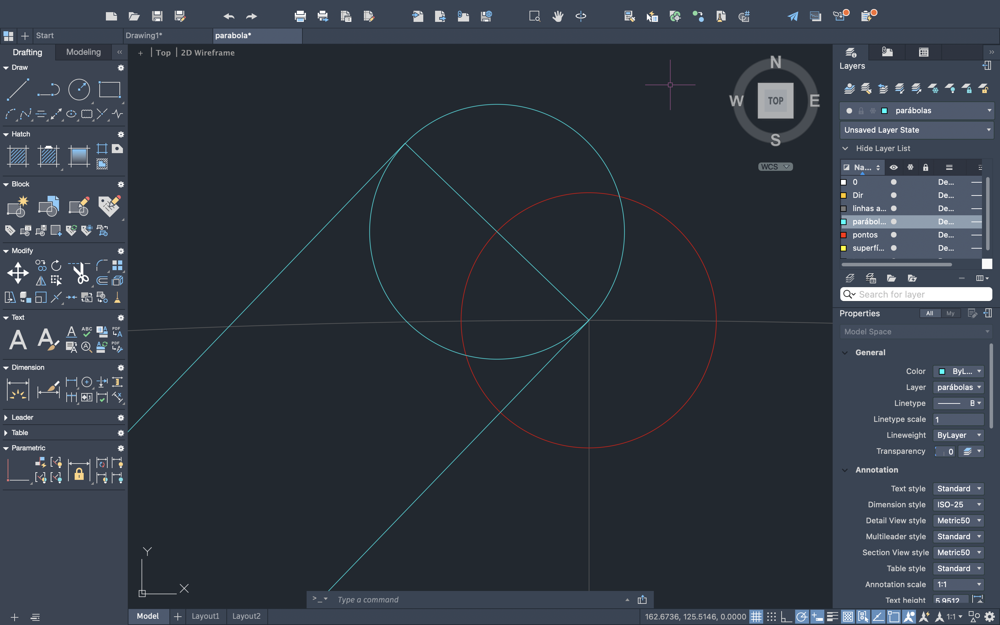 Start
Drawing1*
parabola*
Drafting
Modeling
Top
2D Wireframe
Draw
Hatch
Block
Modify
Text
Dimension
Leader
Table
Parametric
N
W
TOP
E
S
WCS
Layers
parábolas
Unsaved Layer State
Hide Layer List
Na...
0 De...
Dir De...
linhas a... De...
parábol... De...
pontos De...
superfí... De...
Search for layer
Properties
All
My
Model Space
General
Color ByL...
Layer parábolas
Linetype B
Linetype scale 1
Lineweight ByLayer
Transparency 0
Annotation
Text style Standard
Dimension style ISO-25
Detail View style Metric50
Multileader style Standard
Section View style Metric50
Table style Standard
Annotation scale 1:1
Text height 5.9512
Y
X
>_ Type a command
Model
Layout1
Layout2
162.6736, 125.5146, 0.0000
1:1